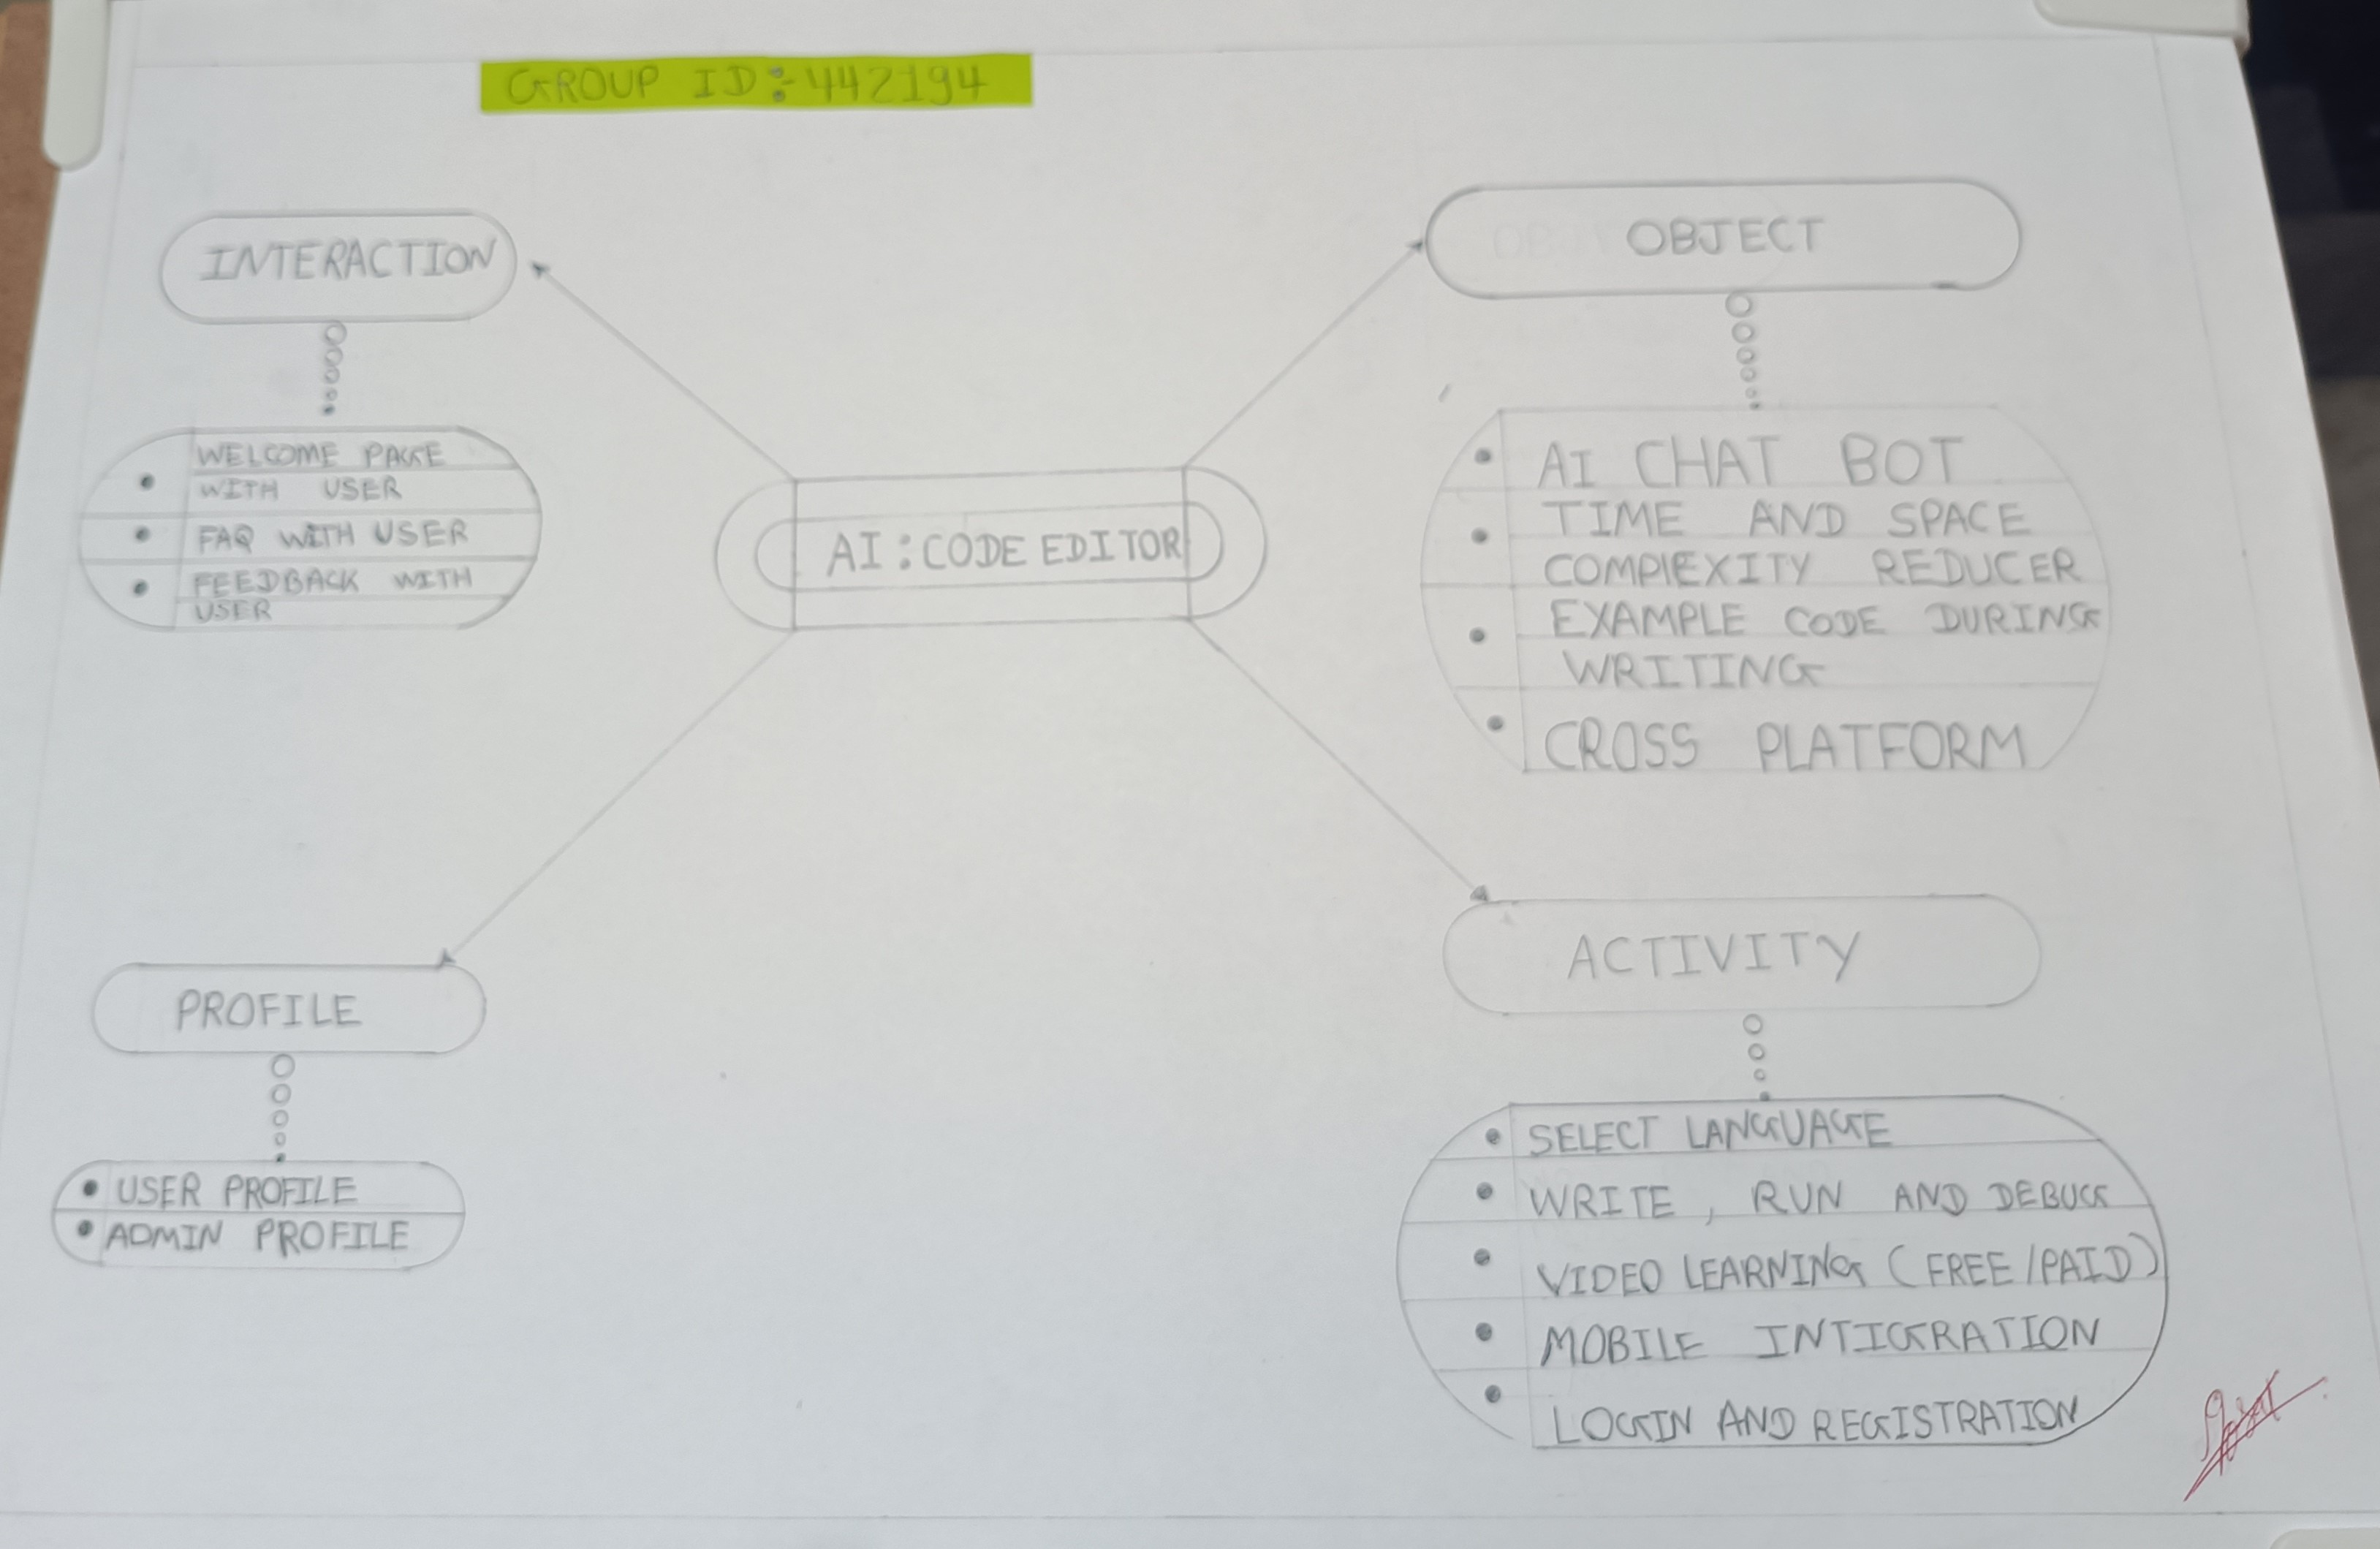 GROUP ID:-442194
INTERACTION
WELCOME PAGE
WITH USER
FAQ WITH USER
FEEDBACK WITH
USER
OBJECT
AI CHAT BOT
TIME AND SPACE
COMPLEXITY REDUCER
EXAMPLE CODE DURING
WRITING
CROSS PLATFORM
AI:CODE EDITOR
PROFILE
USER PROFILE
ADMIN PROFILE
ACTIVITY
SELECT LANGUAGE
WRITE, RUN AND DEBUG
VIDEO LEARNING (FREE/PAID)
MOBILE INTIGRATION
LOGIN AND REGISTRATION